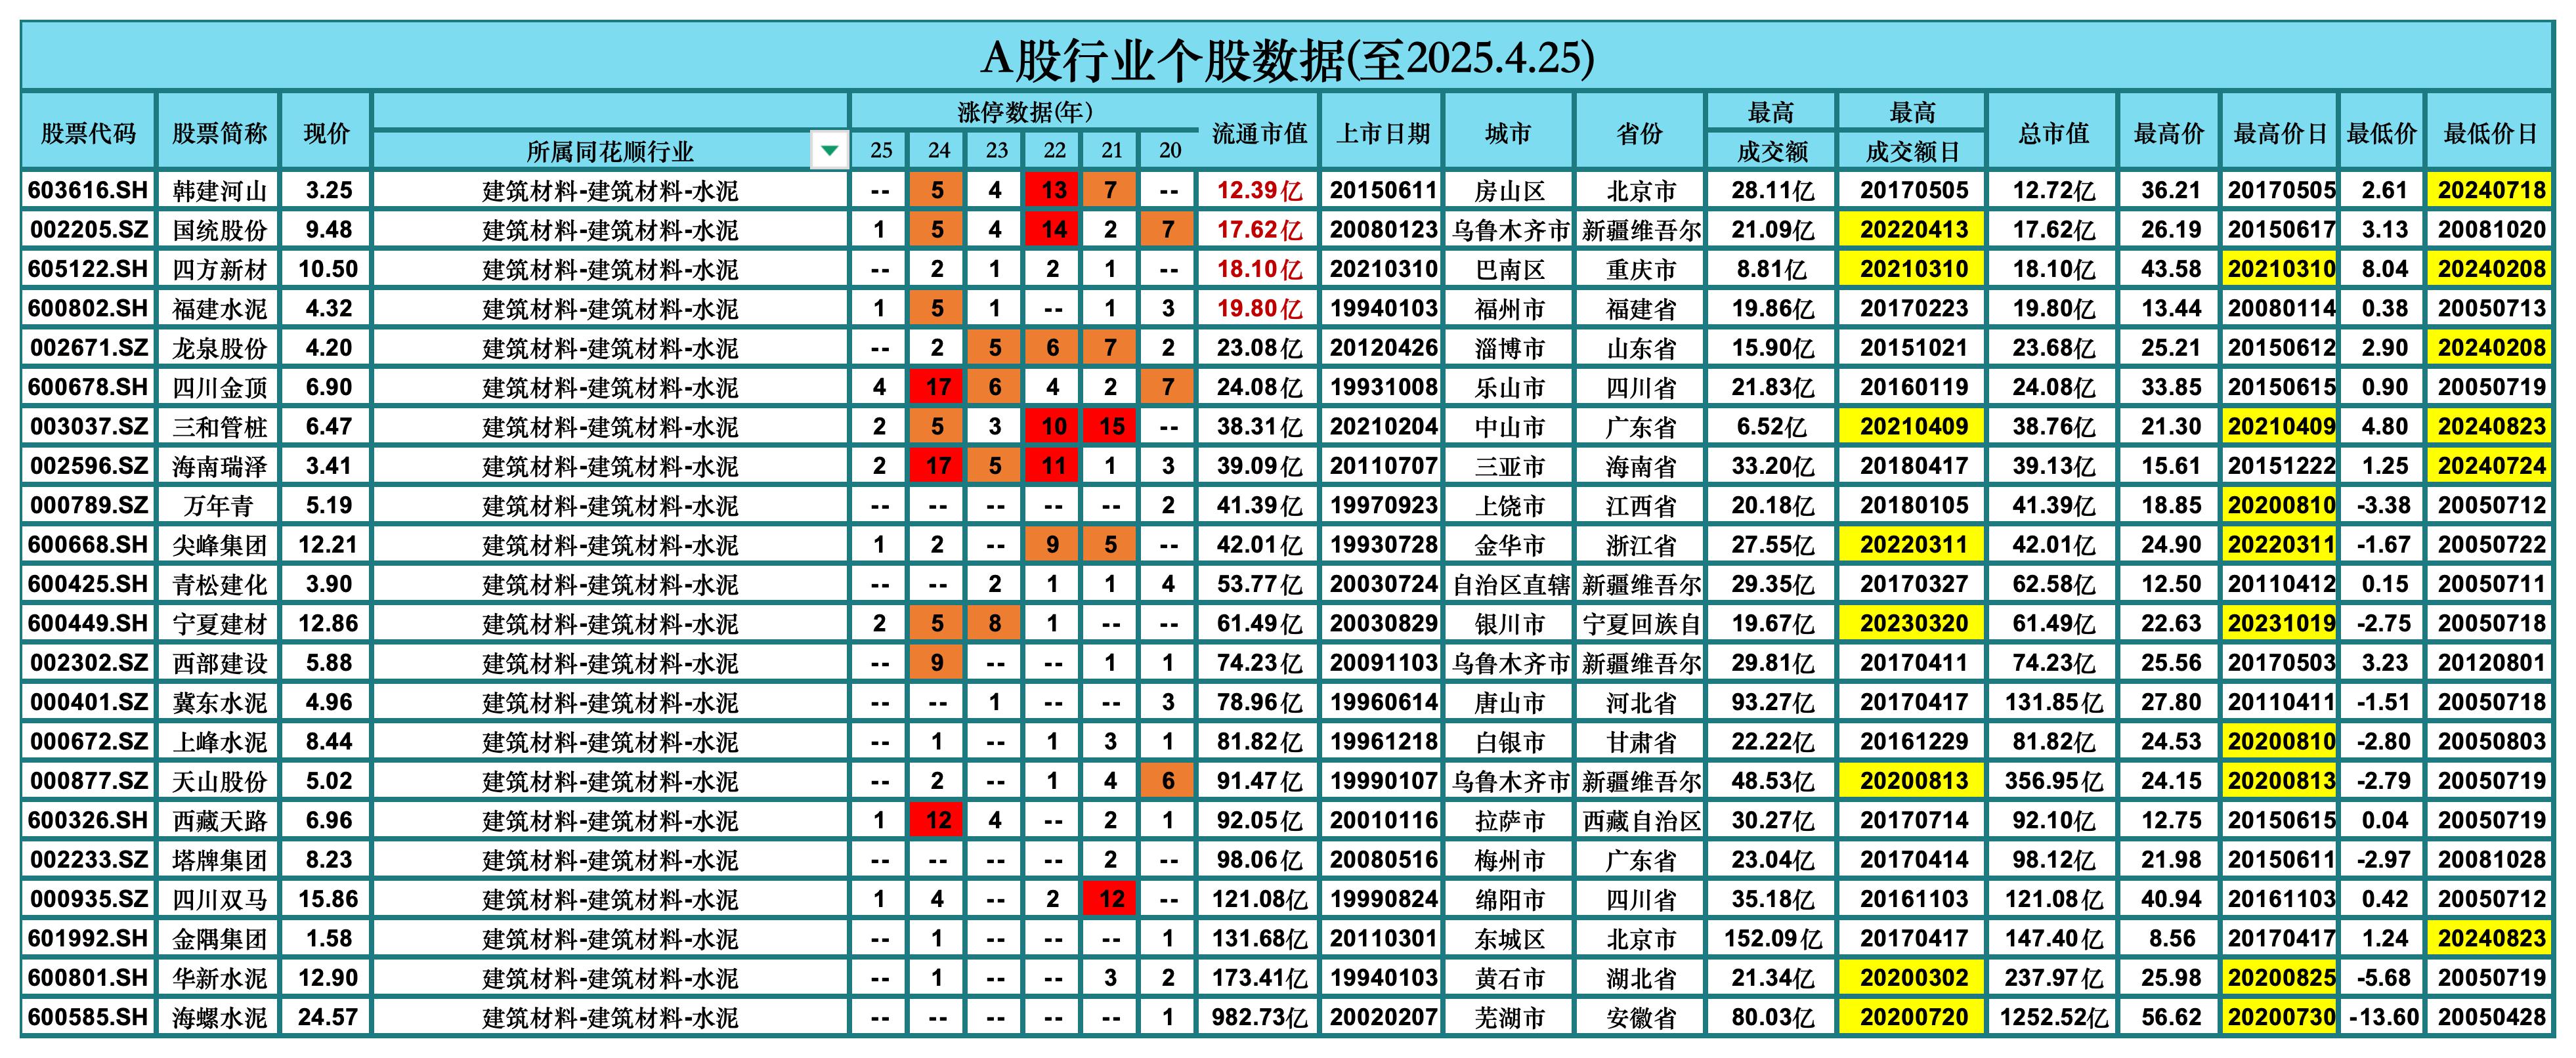 A股行业个股数据(至2025.4.25)
股票代码 股票简称 现价 所属同花顺行业 涨停数据(年) 25 24 23 22 21 20 流通市值 上市日期 城市 省份 最高成交额 最高成交额日 总市值 最高价 最高价日 最低价 最低价日
603616.SH 韩建河山 3.25 建筑材料-建筑材料-水泥 -- 5 4 13 7 -- 12.39亿 20150611 房山区 北京市 28.11亿 20170505 12.72亿 36.21 20170505 2.61 20240718
002205.SZ 国统股份 9.48 建筑材料-建筑材料-水泥 1 5 4 14 2 7 17.62亿 20080123 乌鲁木齐市 新疆维吾尔 21.09亿 20220413 17.62亿 26.19 20150617 3.13 20081020
605122.SH 四方新材 10.50 建筑材料-建筑材料-水泥 -- 2 1 2 1 -- 18.10亿 20210310 巴南区 重庆市 8.81亿 20210310 18.10亿 43.58 20210310 8.04 20240208
600802.SH 福建水泥 4.32 建筑材料-建筑材料-水泥 1 5 1 -- 1 3 19.80亿 19940103 福州市 福建省 19.86亿 20170223 19.80亿 13.44 20080114 0.38 20050713
002671.SZ 龙泉股份 4.20 建筑材料-建筑材料-水泥 -- 2 5 6 7 2 23.08亿 20120426 淄博市 山东省 15.90亿 20151021 23.68亿 25.21 20150612 2.90 20240208
600678.SH 四川金顶 6.90 建筑材料-建筑材料-水泥 4 17 6 4 2 7 24.08亿 19931008 乐山市 四川省 21.83亿 20160119 24.08亿 33.85 20150615 0.90 20050719
003037.SZ 三和管桩 6.47 建筑材料-建筑材料-水泥 2 5 3 10 15 -- 38.31亿 20210204 中山市 广东省 6.52亿 20210409 38.76亿 21.30 20210409 4.80 20240823
002596.SZ 海南瑞泽 3.41 建筑材料-建筑材料-水泥 2 17 5 11 1 3 39.09亿 20110707 三亚市 海南省 33.20亿 20180417 39.13亿 15.61 20151222 1.25 20240724
000789.SZ 万年青 5.19 建筑材料-建筑材料-水泥 -- -- -- -- -- 2 41.39亿 19970923 上饶市 江西省 20.18亿 20180105 41.39亿 18.85 20200810 -3.38 20050712
600668.SH 尖峰集团 12.21 建筑材料-建筑材料-水泥 1 2 -- 9 5 -- 42.01亿 19930728 金华市 浙江省 27.55亿 20220311 42.01亿 24.90 20220311 -1.67 20050722
600425.SH 青松建化 3.90 建筑材料-建筑材料-水泥 -- -- 2 1 1 4 53.77亿 20030724 自治区直辖 新疆维吾尔 29.35亿 20170327 62.58亿 12.50 20110412 0.15 20050711
600449.SH 宁夏建材 12.86 建筑材料-建筑材料-水泥 2 5 8 1 -- -- 61.49亿 20030829 银川市 宁夏回族自 19.67亿 20230320 61.49亿 22.63 20231019 -2.75 20050718
002302.SZ 西部建设 5.88 建筑材料-建筑材料-水泥 -- 9 -- -- 1 1 74.23亿 20091103 乌鲁木齐市 新疆维吾尔 29.81亿 20170411 74.23亿 25.56 20170503 3.23 20120801
000401.SZ 冀东水泥 4.96 建筑材料-建筑材料-水泥 -- -- 1 -- -- 3 78.96亿 19960614 唐山市 河北省 93.27亿 20170417 131.85亿 27.80 20110411 -1.51 20050718
000672.SZ 上峰水泥 8.44 建筑材料-建筑材料-水泥 -- 1 -- 1 3 1 81.82亿 19961218 白银市 甘肃省 22.22亿 20161229 81.82亿 24.53 20200810 -2.80 20050803
000877.SZ 天山股份 5.02 建筑材料-建筑材料-水泥 -- 2 -- 1 4 6 91.47亿 19990107 乌鲁木齐市 新疆维吾尔 48.53亿 20200813 356.95亿 24.15 20200813 -2.79 20050719
600326.SH 西藏天路 6.96 建筑材料-建筑材料-水泥 1 12 4 -- 2 1 92.05亿 20010116 拉萨市 西藏自治区 30.27亿 20170714 92.10亿 12.75 20150615 0.04 20050719
002233.SZ 塔牌集团 8.23 建筑材料-建筑材料-水泥 -- -- -- -- 2 -- 98.06亿 20080516 梅州市 广东省 23.04亿 20170414 98.12亿 21.98 20150611 -2.97 20081028
000935.SZ 四川双马 15.86 建筑材料-建筑材料-水泥 1 4 -- 2 12 -- 121.08亿 19990824 绵阳市 四川省 35.18亿 20161103 121.08亿 40.94 20161103 0.42 20050712
601992.SH 金隅集团 1.58 建筑材料-建筑材料-水泥 -- 1 -- -- -- 1 131.68亿 20110301 东城区 北京市 152.09亿 20170417 147.40亿 8.56 20170417 1.24 20240823
600801.SH 华新水泥 12.90 建筑材料-建筑材料-水泥 -- 1 -- -- 3 2 173.41亿 19940103 黄石市 湖北省 21.34亿 20200302 237.97亿 25.98 20200825 -5.68 20050719
600585.SH 海螺水泥 24.57 建筑材料-建筑材料-水泥 -- -- -- -- -- 1 982.73亿 20020207 芜湖市 安徽省 80.03亿 20200720 1252.52亿 56.62 20200730 -13.60 20050428